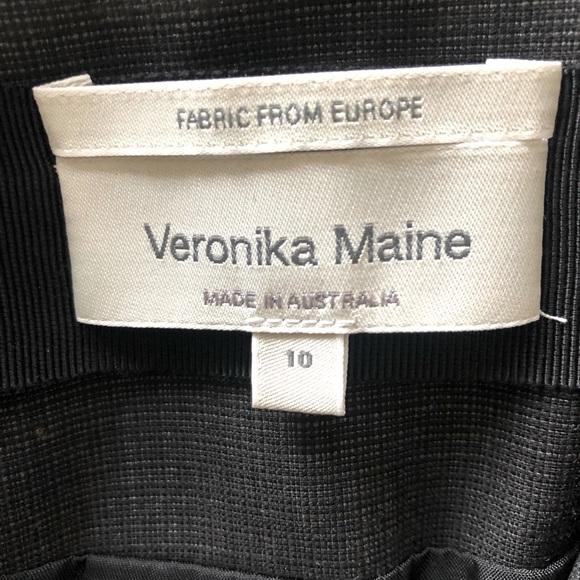 FABRIC FROM EUROPE
Veronika Maine
MADE IN AUSTRALIA
10